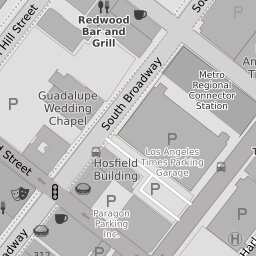 Redwood
Bar and
Grill
Hill Street
South Broadway
Metro
Regional
Connector
Station
P
Guadalupe
Wedding
Chapel
P
Los Angeles
Times Parking
Garage
Hosfield
Building
P
P
Paragon
Parking
Inc.
P
H
317